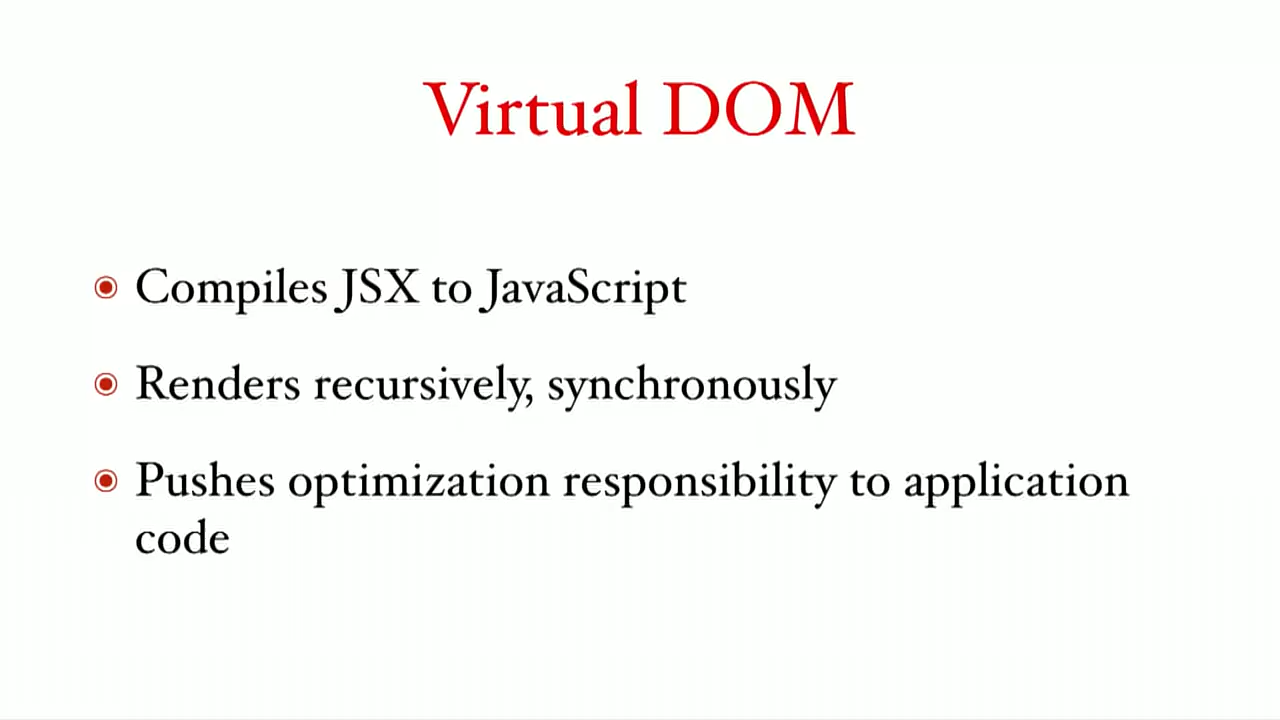 Virtual DOM
Compiles JSX to JavaScript
Renders recursively, synchronously
Pushes optimization responsibility to application
code